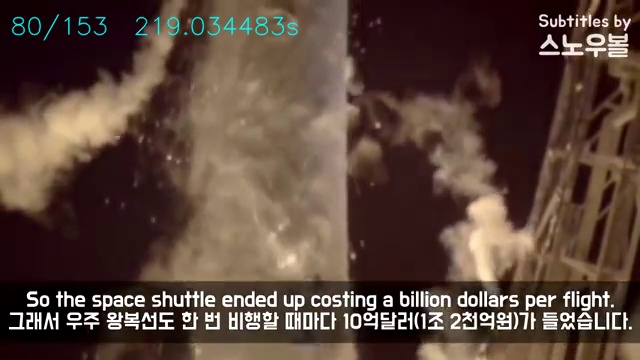 80/153 219.034483s
Subtitles by
스노우볼
So the space shuttle ended up costing a billion dollars per flight.
그래서 우주 왕복선도 한 번 비행할 때마다 10억달러(1조 2천억원)가 들었습니다.